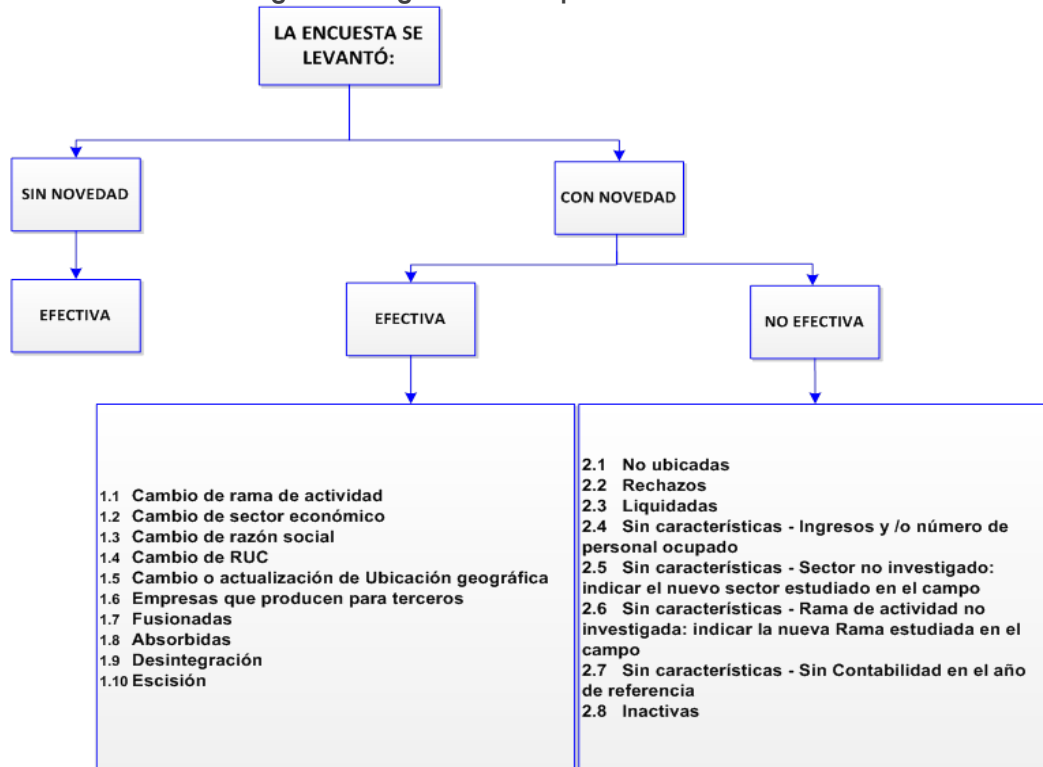 LA ENCUESTA SE
LEVANTÓ:
SIN NOVEDAD
CON NOVEDAD
EFECTIVA
EFECTIVA
NO EFECTIVA
1.1 Cambio de rama de actividad
1.2 Cambio de sector económico
1.3 Cambio de razón social
1.4 Cambio de RUC
1.5 Cambio o actualización de Ubicación geográfica
1.6 Empresas que producen para terceros
1.7 Fusionadas
1.8 Absorbidas
1.9 Desintegración
1.10 Escisión
2.1 No ubicadas
2.2 Rechazos
2.3 Liquidadas
2.4 Sin características - Ingresos y /o número de
personal ocupado
2.5 Sin características - Sector no investigado:
indicar el nuevo sector estudiado en el campo
2.6 Sin características - Rama de actividad no
investigada: indicar la nueva Rama estudiada en el
campo
2.7 Sin características - Sin Contabilidad en el año
de referencia
2.8 Inactivas